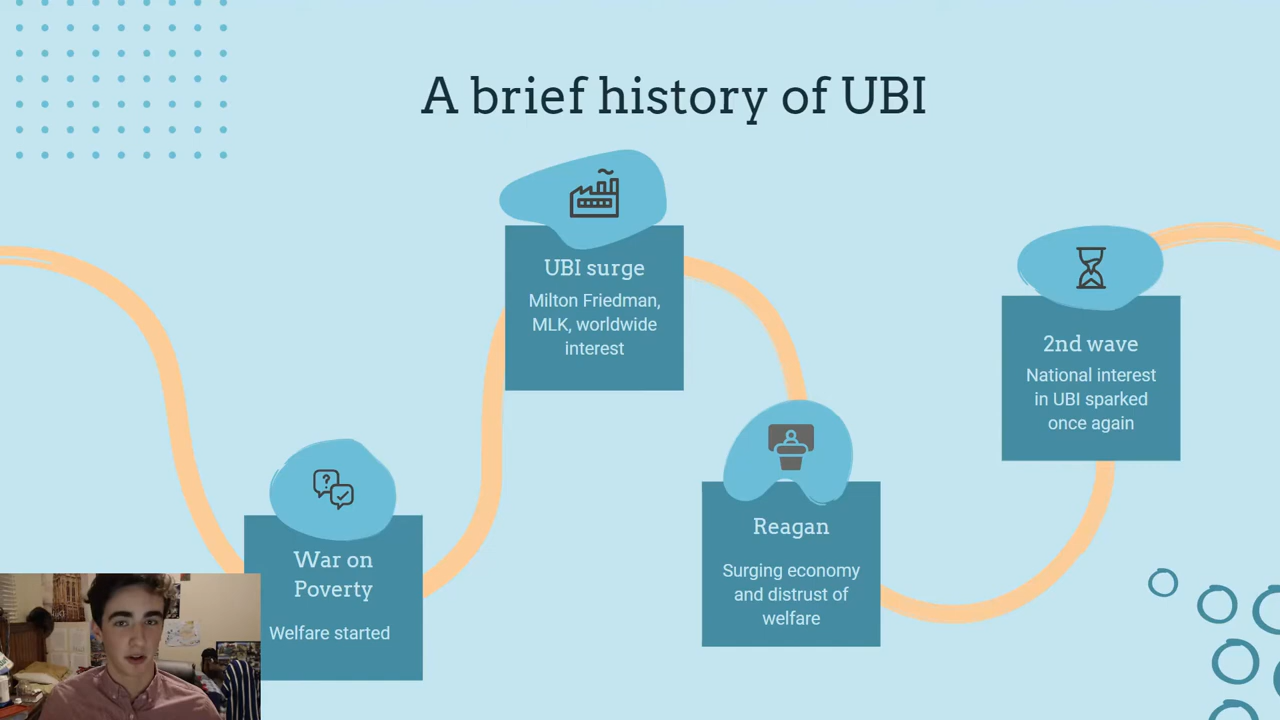 A brief history of UBI
War on
Poverty
Welfare started
UBI surge
Milton Friedman,
MLK, worldwide
interest
Reagan
Surging economy
and distrust of
welfare
2nd wave
National interest
in UBI sparked
once again